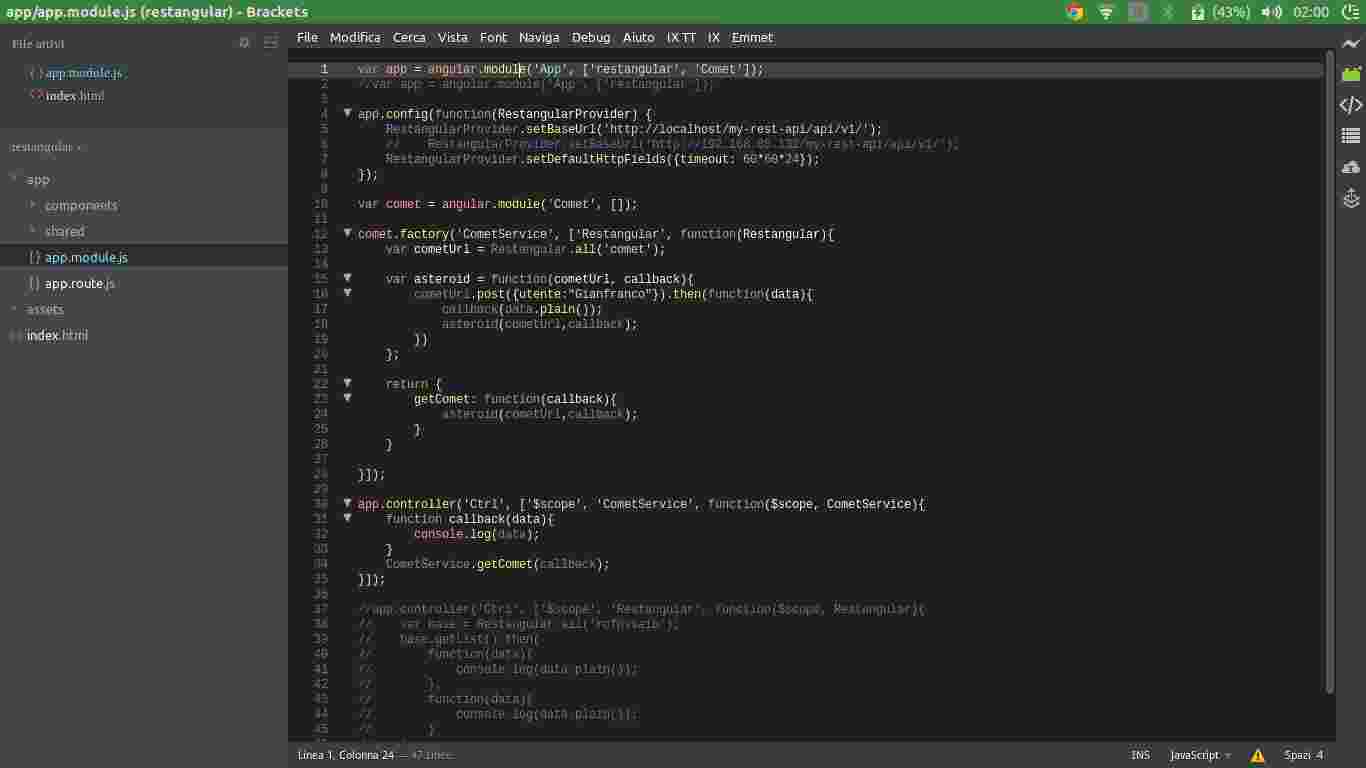 app/app.module.js (restangular) - Brackets
(43%) 02:00
File attivi
app.module.js
index.html
restangular
app
components
shared
app.module.js
app.route.js
assets
index.html
File Modifica Cerca Vista Font Naviga Debug Aiuto IX TT IX Emmet
1 var app = angular.module('App', ['restangular', 'Comet']);
2 //var app = angular.module('App', ['restangular']);
3
4 app.config(function(RestangularProvider) {
5 RestangularProvider.setBaseUrl('http://localhost/my-rest-api/api/v1/');
6 // RestangularProvider.setBaseUrl('http://192.168.88.132/my-rest-api/api/v1/');
7 RestangularProvider.setDefaultHttpFields({timeout: 60*60*24});
8 });
9
10 var comet = angular.module('Comet', []);
11
12 comet.factory('CometService', ['Restangular', function(Restangular){
13 var cometUrl = Restangular.all('comet');
14
15 var asteroid = function(cometUrl, callback){
16 cometUrl.post({utente:"Gianfranco"}).then(function(data){
17 callback(data.plain());
18 asteroid(cometUrl,callback);
19 })
20 };
21
22 return {
23 getComet: function(callback){
24 asteroid(cometUrl,callback);
25 }
26 }
27
28 }]);
29
30 app.controller('Ctrl', ['$scope', 'CometService', function($scope, CometService){
31 function callback(data){
32 console.log(data);
33 }
34 CometService.getComet(callback);
35 }]);
36
37 //app.controller('Ctrl', ['$scope', 'Restangular', function($scope, Restangular){
38 // var base = Restangular.all(
39 // base.getList().then(
40 // function(data){
41 // console.log(data.plain());
42 // },
43 // function(data){
44 // console.log(data.plain());
45 // }
Linea 1, Colonna 24 — 47 Linee
INS JavaScript Spazi 4